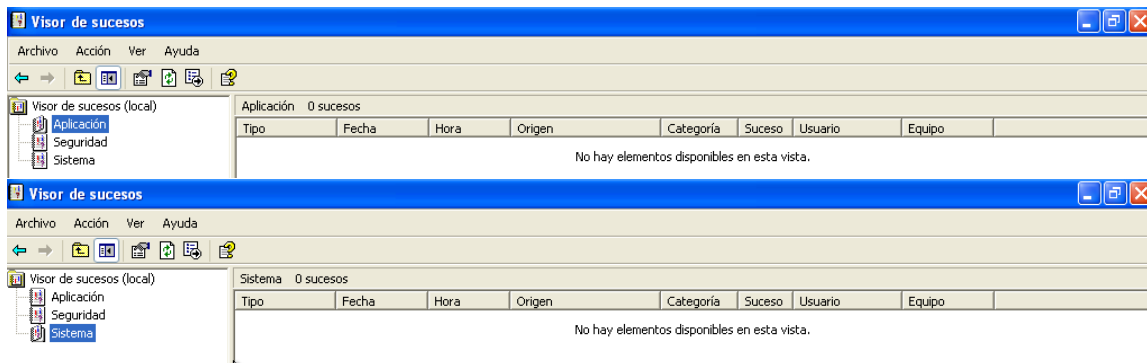 Visor de sucesos
Archivo Acción Ver Ayuda
Visor de sucesos (local)
Aplicación
Seguridad
Sistema
Aplicación 0 sucesos
Tipo Fecha Hora Origen Categoría Suceso Usuario Equipo
No hay elementos disponibles en esta vista.
Visor de sucesos
Archivo Acción Ver Ayuda
Visor de sucesos (local)
Aplicación
Seguridad
Sistema
Sistema 0 sucesos
Tipo Fecha Hora Origen Categoría Suceso Usuario Equipo
No hay elementos disponibles en esta vista.